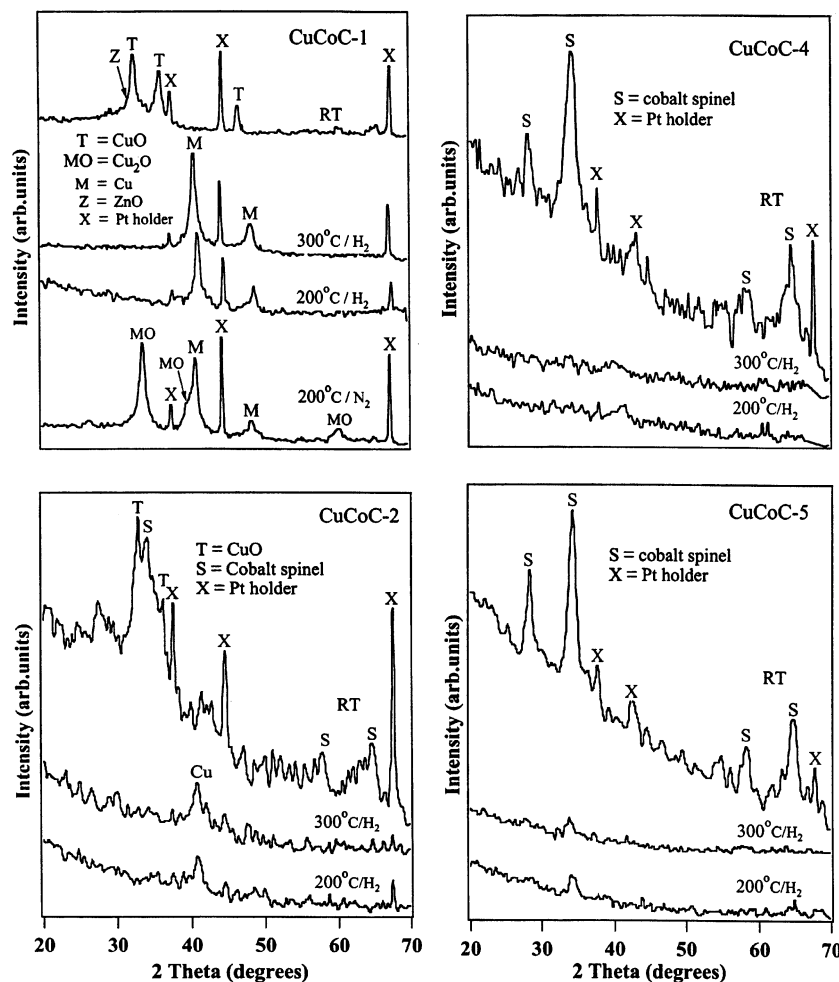 CuCoC-1
Z T T X X T RT X
T = CuO
MO = Cu₂O
M = Cu
Z = ZnO
X = Pt holder
M
M
300°C / H₂
200°C / H₂
MO MO X M X M 200°C / N₂ MO X
Intensity (arb.units)
CuCoC-4
S = cobalt spinel
X = Pt holder
S S X X S S X
RT
300°C/H₂
200°C/H₂
Intensity (arb.units)
CuCoC-2
T = CuO
S = Cobalt spinel
X = Pt holder
T S T X X S S X
RT
Cu
300°C/H₂
200°C/H₂
Intensity (arb.units)
20 30 40 50 60 70
2 Theta (degrees)
CuCoC-5
S = cobalt spinel
X = Pt holder
S S X X S S X
RT
300°C/H₂
200°C/H₂
Intensity (arb.units)
20 30 40 50 60 70
2 Theta (degrees)